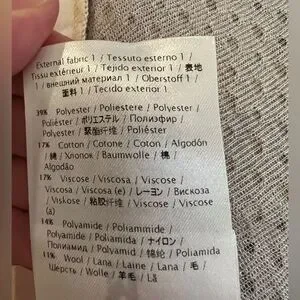 External fabric 1 / Tessuto esterno 1 /
Tissu extérieur 1 / Tejido exterior 1 / 表地
1 / внешний материал 1 / Oberstoff 1 /
面料 1 / Tecido exterior 1
39% Polyester / Poliestere / Polyester /
Poliéster / ポリエステル / Полиэфир /
Polyester / 聚酯纤维 / Poliéster
17% Cotton / Cotone / Coton / Algodón
/ 綿 / Хлопок / Baumwolle / 棉 /
Algodão
17% Viscose / Viscosa / Viscose /
Viscosa / Viscosa (e) / レーヨン / Вискоза
/ Viskose / 粘胶纤维 / Viscose / Viscose
(a)
14% Polyamide / Poliammide /
Polyamide / Poliamida / ナイロン /
Полиамид / Polyamid / 锦纶 / Poliamida
11% Wool / Lana / Laine / Lana / 毛 /
Шерсть / Wolle / 羊毛 / Lã